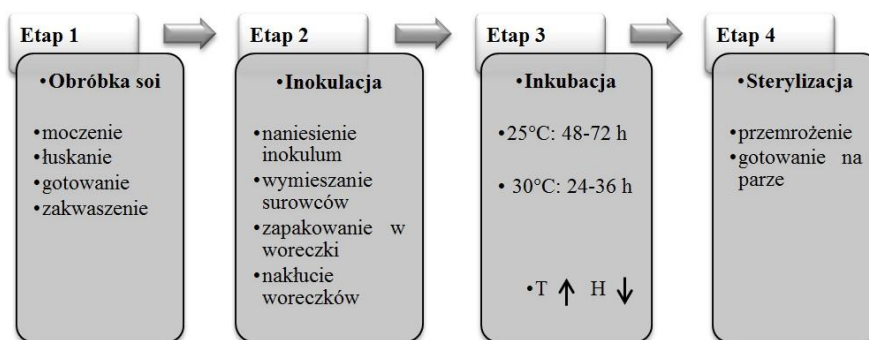 Etap 1
•Obróbka soi
•moczenie
•łuskanie
•gotowanie
•zakwaszenie
Etap 2
•Inokulacja
•naniesienie
inokulum
•wymieszanie
surowców
•zapakowanie w
woreczki
•nakłucie
woreczków
Etap 3
•Inkubacja
•25°C: 48-72 h
• 30°C: 24-36 h
•T ↑ H ↓
Etap 4
•Sterylizacja
•przemrożenie
•gotowanie na
parze